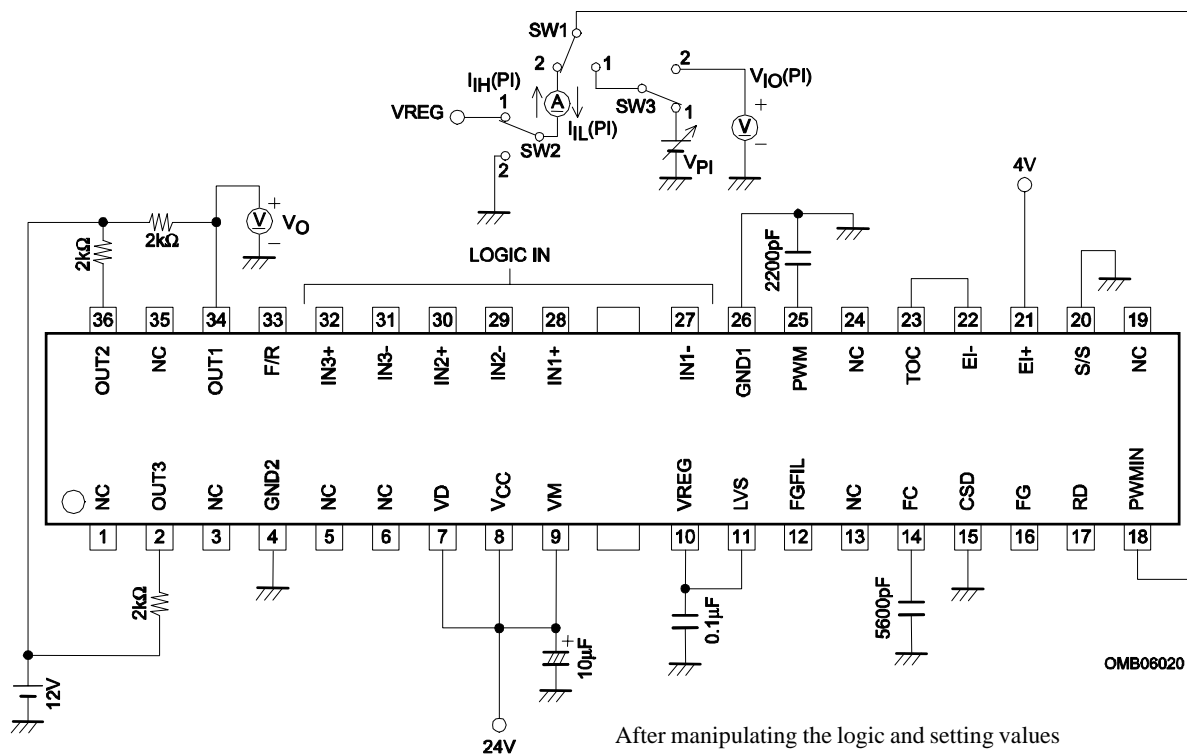 SW1
2
1
2
IIH(PI)
VIO(PI)
VREG
1
A
SW3
1
+
V
−
SW2
IIL(PI)
VPI
2
4V
+
V
−
VO
2kΩ
2kΩ
LOGIC IN
2200pF
36 35 34 33 32 31 30 29 28 27 26 25 24 23 22 21 20 19
OUT2 NC OUT1 F/R IN3+ IN3- IN2+ IN2- IN1+ IN1- GND1 PWM NC TOC EI- EI+ S/S NC
NC OUT3 NC GND2 NC NC VD VCC VM VREG LVS FGFIL NC FC CSD FG RD PWMIN
1 2 3 4 5 6 7 8 9 10 11 12 13 14 15 16 17 18
2kΩ
+
10μF
0.1μF
5600pF
OMB06020
12V
24V
After manipulating the logic and setting values